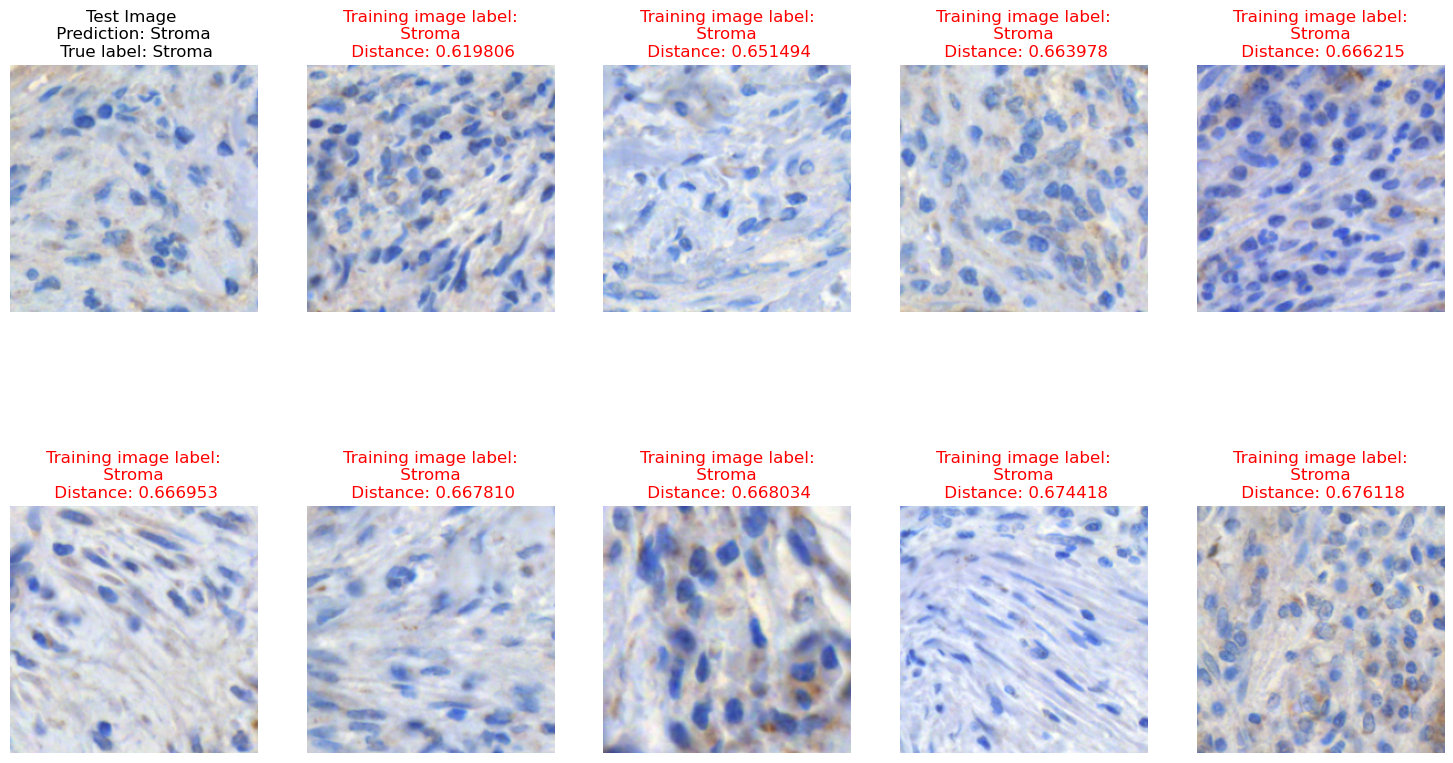 Test Image
Prediction: Stroma
True label: Stroma
Training image label:
Stroma
Distance: 0.619806
Training image label:
Stroma
Distance: 0.651494
Training image label:
Stroma
Distance: 0.663978
Training image label:
Stroma
Distance: 0.666215
Training image label:
Stroma
Distance: 0.666953
Training image label:
Stroma
Distance: 0.667810
Training image label:
Stroma
Distance: 0.668034
Training image label:
Stroma
Distance: 0.674418
Training image label:
Stroma
Distance: 0.676118